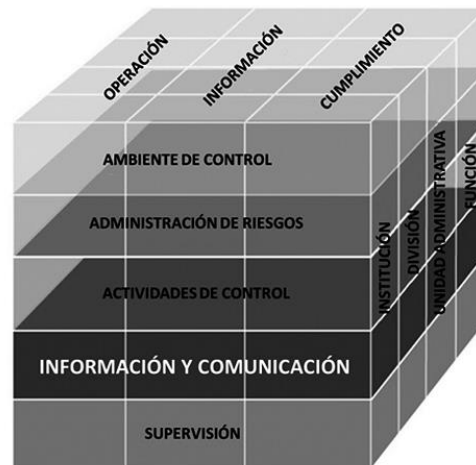 OPERACIÓN
INFORMACIÓN
CUMPLIMIENTO
AMBIENTE DE CONTROL
ADMINISTRACIÓN DE RIESGOS
ACTIVIDADES DE CONTROL
INFORMACIÓN Y COMUNICACIÓN
SUPERVISIÓN
INSTITUCIÓN
DIVISIÓN
UNIDAD ADMINISTRATIVA
FUNCIÓN